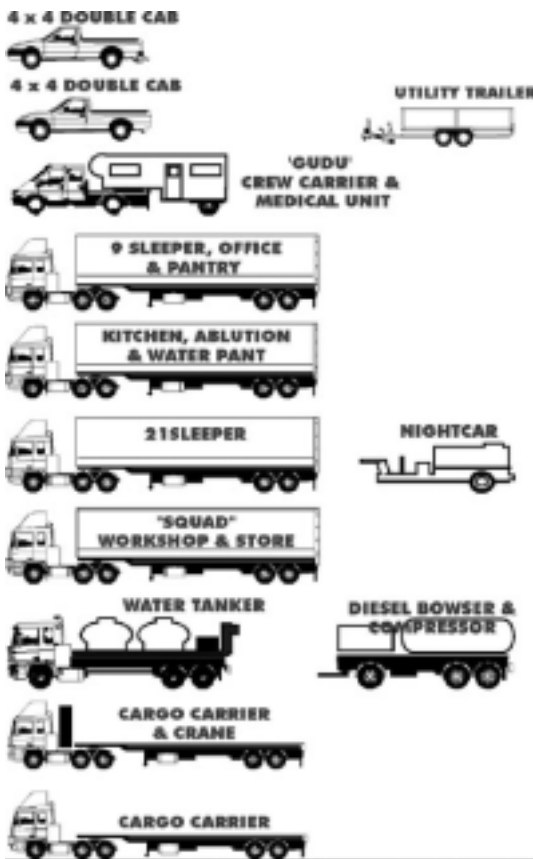 4 x 4 DOUBLE CAB
4 x 4 DOUBLE CAB
UTILITY TRAILER
'GUDU'
CREW CARRIER &
MEDICAL UNIT
9 SLEEPER, OFFICE
& PANTRY
KITCHEN, ABLUTION
& WATER PANT
21SLEEPER
NIGHTCAR
"SQUAD"
WORKSHOP & STORE
WATER TANKER
DIESEL BOWSER &
COMPRESSOR
CARGO CARRIER
& CRANE
CARGO CARRIER